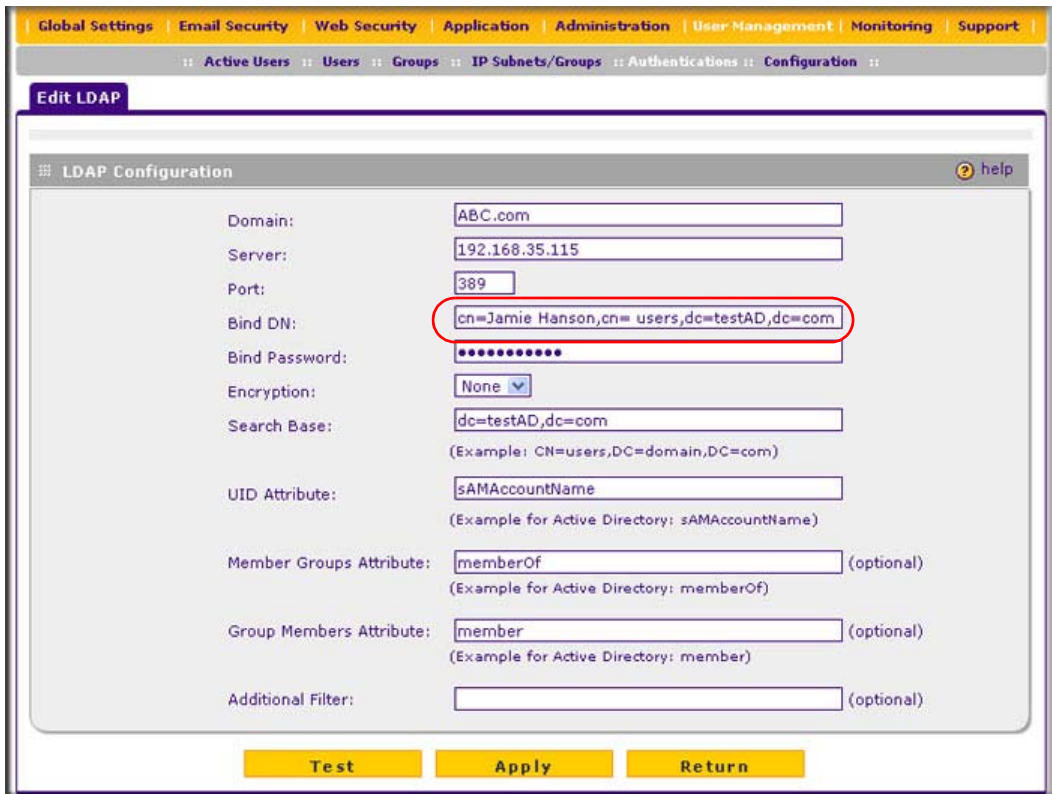 Global Settings | Email Security | Web Security | Application | Administration | User Management | Monitoring | Support
:: Active Users :: Users :: Groups :: IP Subnets/Groups :: Authentications :: Configuration ::
Edit LDAP
LDAP Configuration ? help
Domain: ABC.com
Server: 192.168.35.115
Port: 389
Bind DN: cn=Jamie Hanson,cn= users,dc=testAD,dc=com
Bind Password: •••••••••••
Encryption: None
Search Base: dc=testAD,dc=com
(Example: CN=users,DC=domain,DC=com)
UID Attribute: sAMAccountName
(Example for Active Directory: sAMAccountName)
Member Groups Attribute: memberOf (optional)
(Example for Active Directory: memberOf)
Group Members Attribute: member (optional)
(Example for Active Directory: member)
Additional Filter: (optional)
Test Apply Return